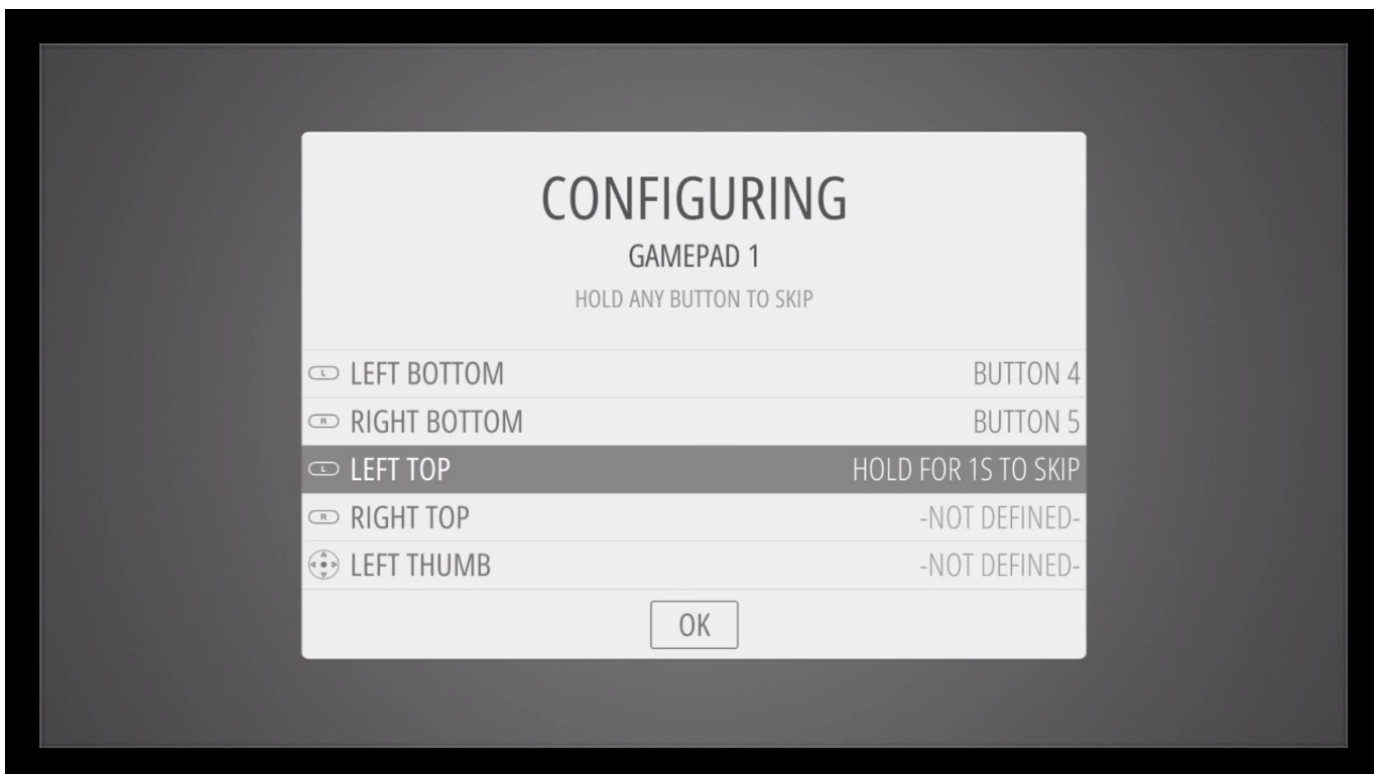 CONFIGURING
GAMEPAD 1
HOLD ANY BUTTON TO SKIP
L LEFT BOTTOM BUTTON 4
R RIGHT BOTTOM BUTTON 5
L LEFT TOP HOLD FOR 1S TO SKIP
R RIGHT TOP -NOT DEFINED-
LEFT THUMB -NOT DEFINED-
OK